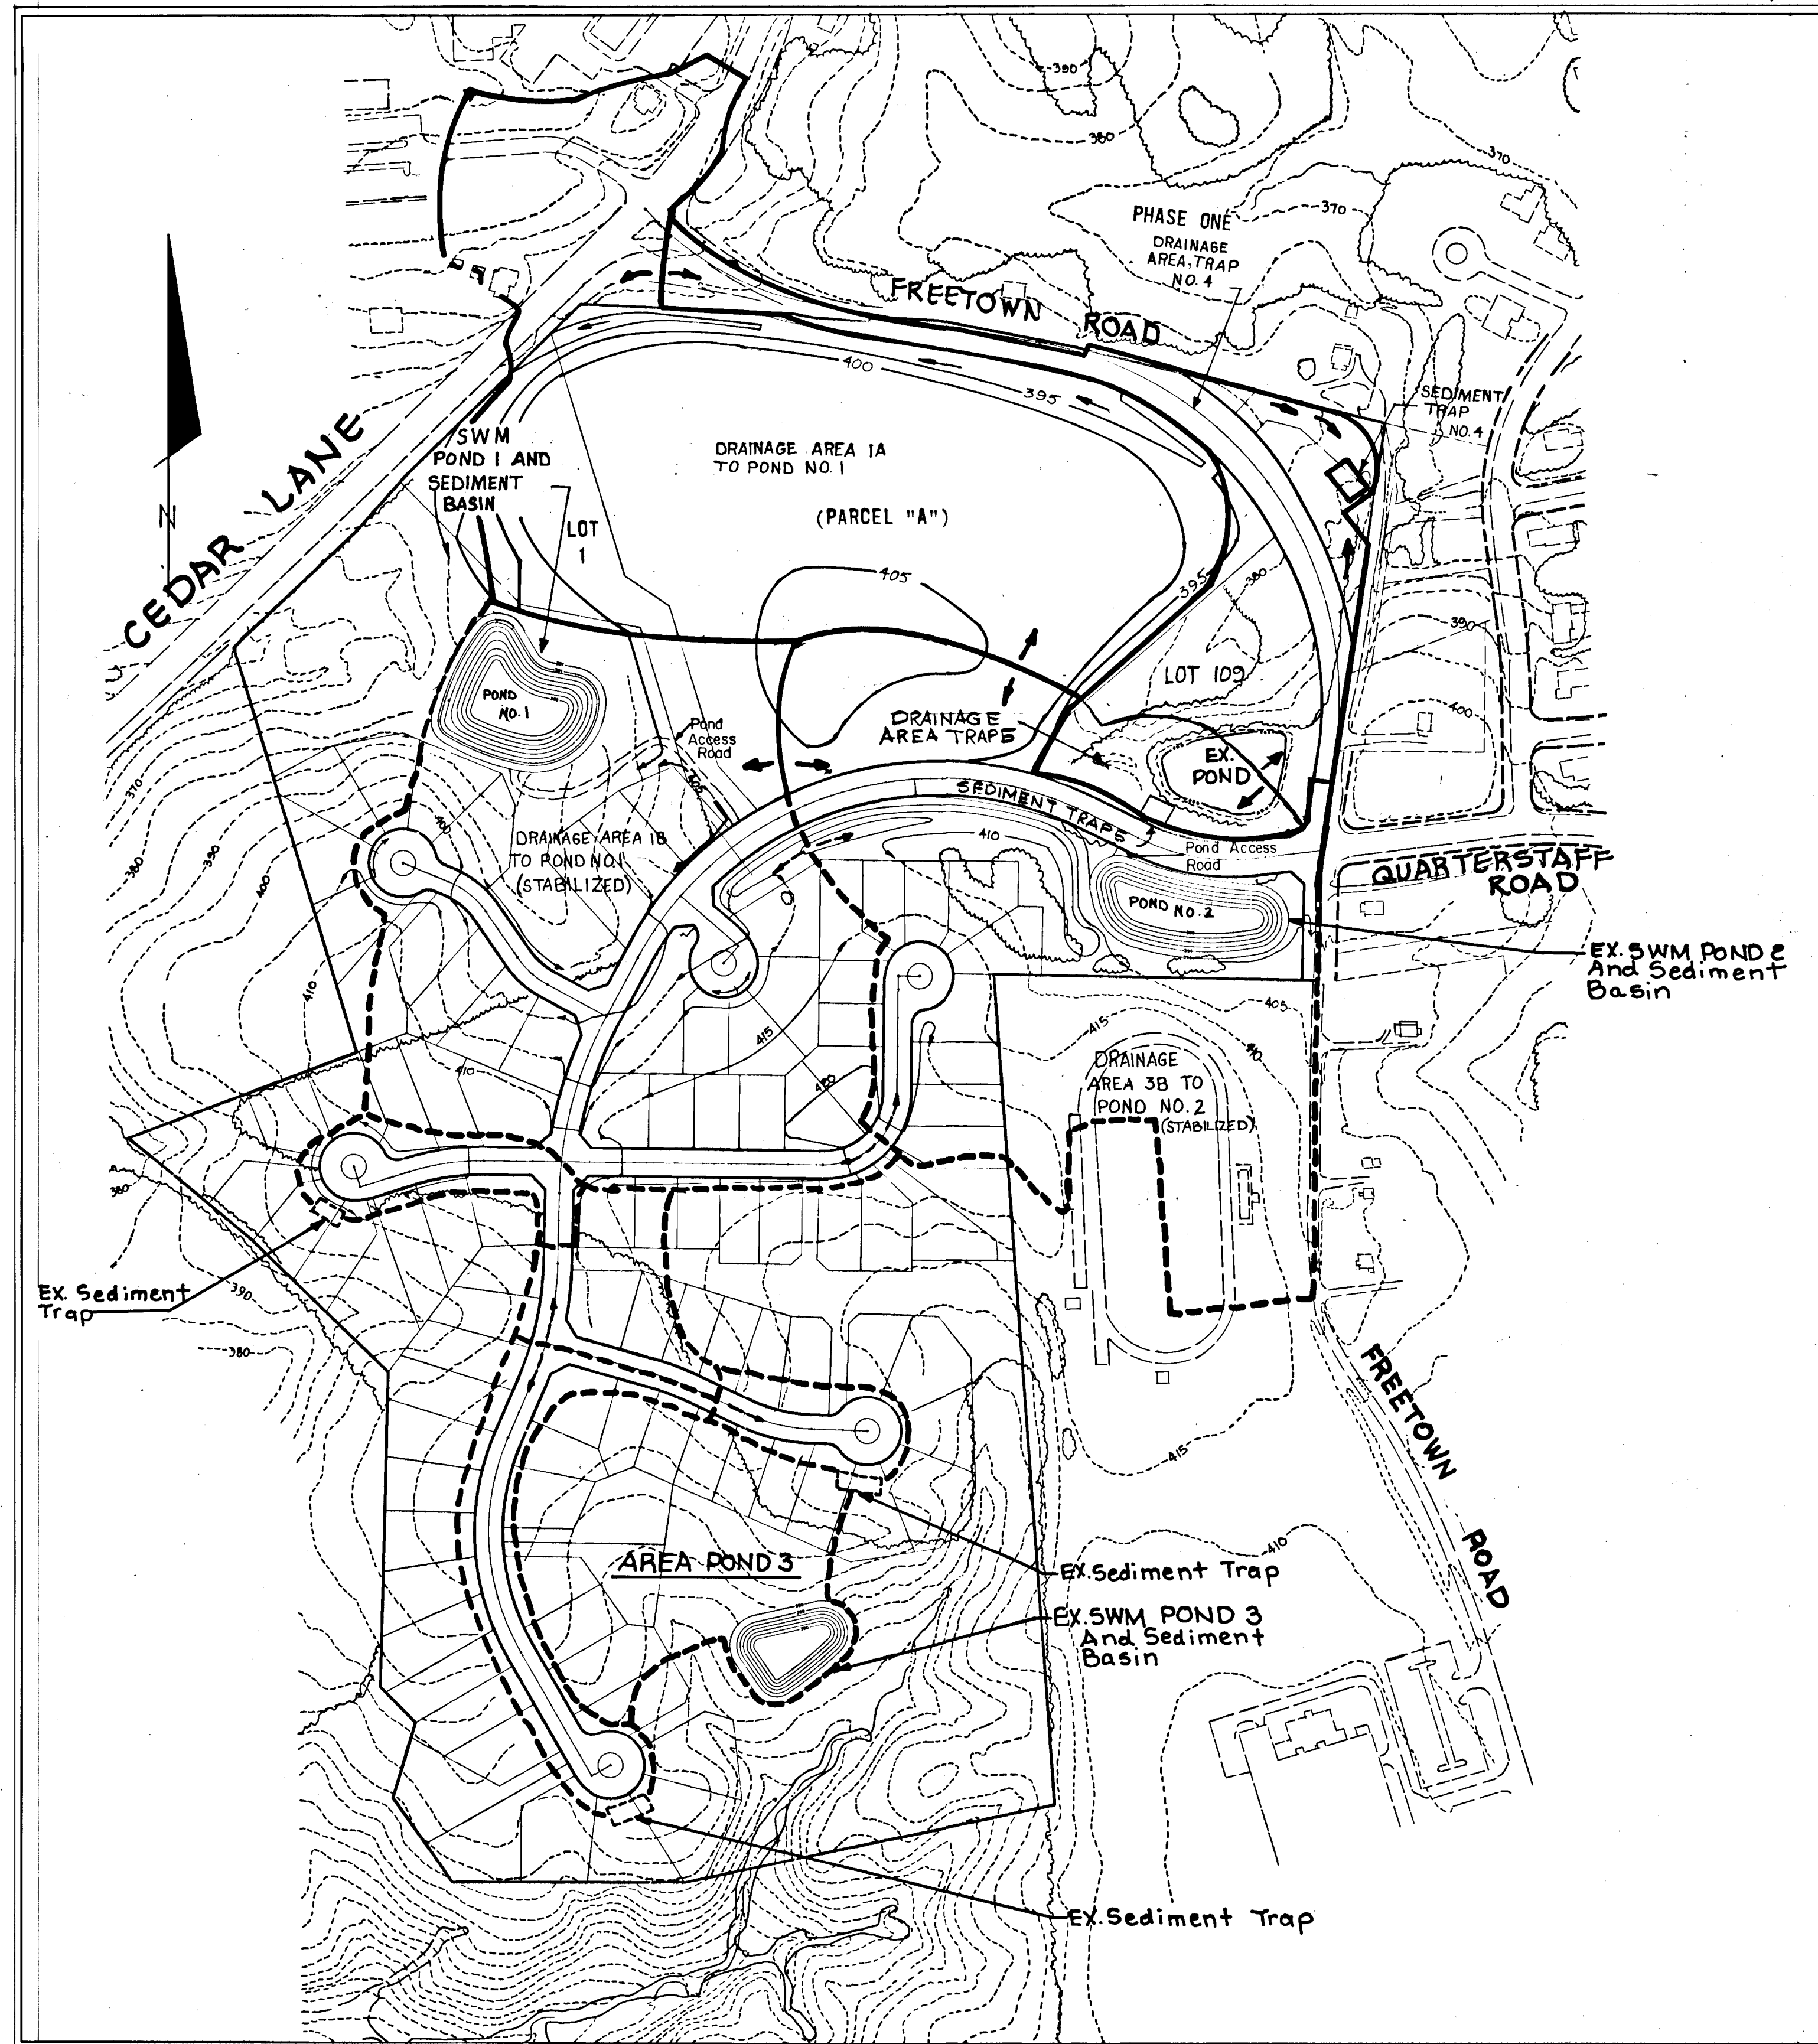 380
380
370
PHASE ONE
370
DRAINAGE
AREA, TRAP
NO. 4
FREETOWN ROAD
400
395
SEDIMENT
TRAP
NO. 4
CEDAR LANE
N
SWM
POND 1 AND
SEDIMENT
BASIN
LOT
1
DRAINAGE AREA 1A
TO POND NO. 1
(PARCEL "A")
405
395
380
390
LOT 109
400
POND
NO. 1
Pond
Access
Road
DRAINAGE
AREA TRAP5
EX.
POND
SEDIMENT TRAP5
370
380
390
400
400
405
DRAINAGE AREA 1B
TO POND NO.1
(STABILIZED)
410
Pond Access
Road
QUARTERSTAFF
ROAD
POND NO. 2
EX. SWM POND 2
And Sediment
Basin
410
415
405
415
410
DRAINAGE
AREA 3B TO
POND NO. 2
(STABILIZED)
410
420
380
EX. Sediment
Trap
390
380
FREETOWN
ROAD
415
410
AREA POND 3
EX. Sediment Trap
EX. SWM POND 3
And Sediment
Basin
EX. Sediment Trap